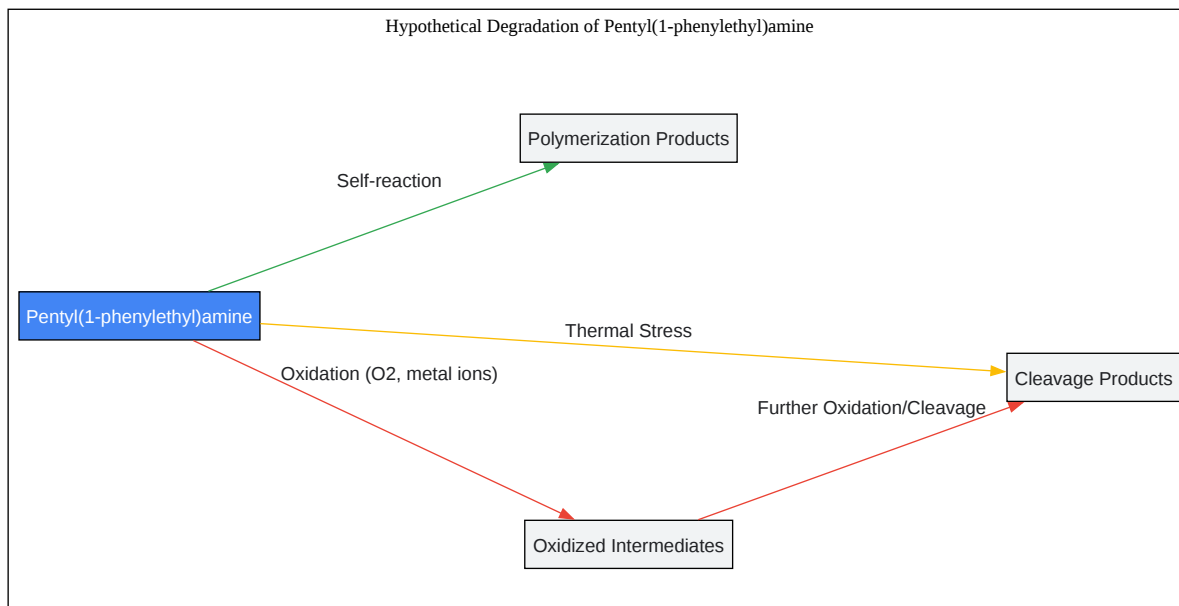 Hypothetical Degradation of Pentyl(1-phenylethyl)amine
Polymerization Products
Self-reaction
Pentyl(1-phenylethyl)amine
Thermal Stress
Oxidation (O2, metal ions)
Cleavage Products
Further Oxidation/Cleavage
Oxidized Intermediates